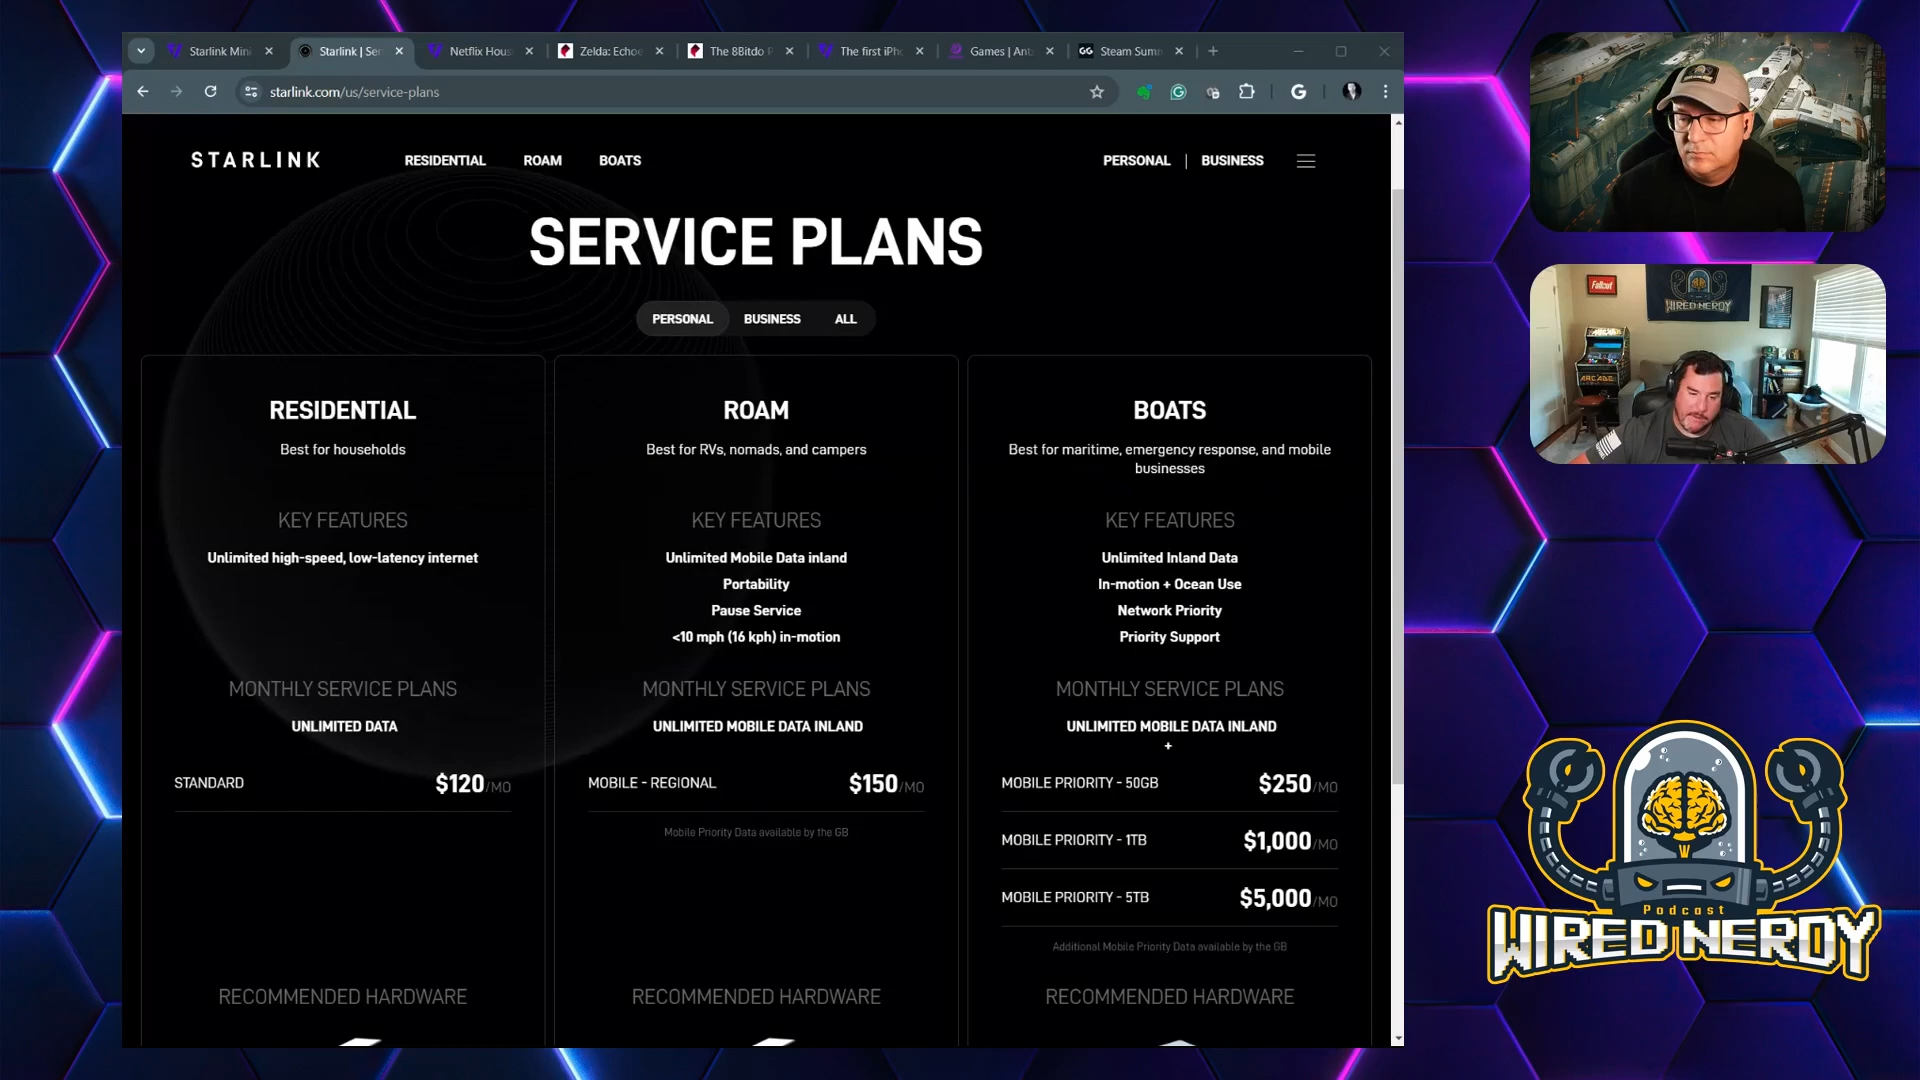 Starlink Min
Starlink | Ser
Netflix Hous
Zelda: Echoe
The 8Bitdo
The first iPho
Games | Ant
Steam Sum
starlink.com/us/service-plans
STARLINK
RESIDENTIAL
ROAM
BOATS
PERSONAL | BUSINESS
SERVICE PLANS
PERSONAL
BUSINESS
ALL
RESIDENTIAL
Best for households
KEY FEATURES
Unlimited high-speed, low-latency internet
MONTHLY SERVICE PLANS
UNLIMITED DATA
STANDARD $120/MO
RECOMMENDED HARDWARE
ROAM
Best for RVs, nomads, and campers
KEY FEATURES
Unlimited Mobile Data inland
Portability
Pause Service
<10 mph (16 kph) in-motion
MONTHLY SERVICE PLANS
UNLIMITED MOBILE DATA INLAND
MOBILE - REGIONAL $150/MO
Mobile Priority Data available by the GB
RECOMMENDED HARDWARE
BOATS
Best for maritime, emergency response, and mobile
businesses
KEY FEATURES
Unlimited Inland Data
In-motion + Ocean Use
Network Priority
Priority Support
MONTHLY SERVICE PLANS
UNLIMITED MOBILE DATA INLAND
+
MOBILE PRIORITY - 50GB $250/MO
MOBILE PRIORITY - 1TB $1,000/MO
MOBILE PRIORITY - 5TB $5,000/MO
Additional Mobile Priority Data available by the GB
RECOMMENDED HARDWARE
Fallout
WIRED NERDY
ARCADE
ARCADE
Podcast
WIRED NERDY